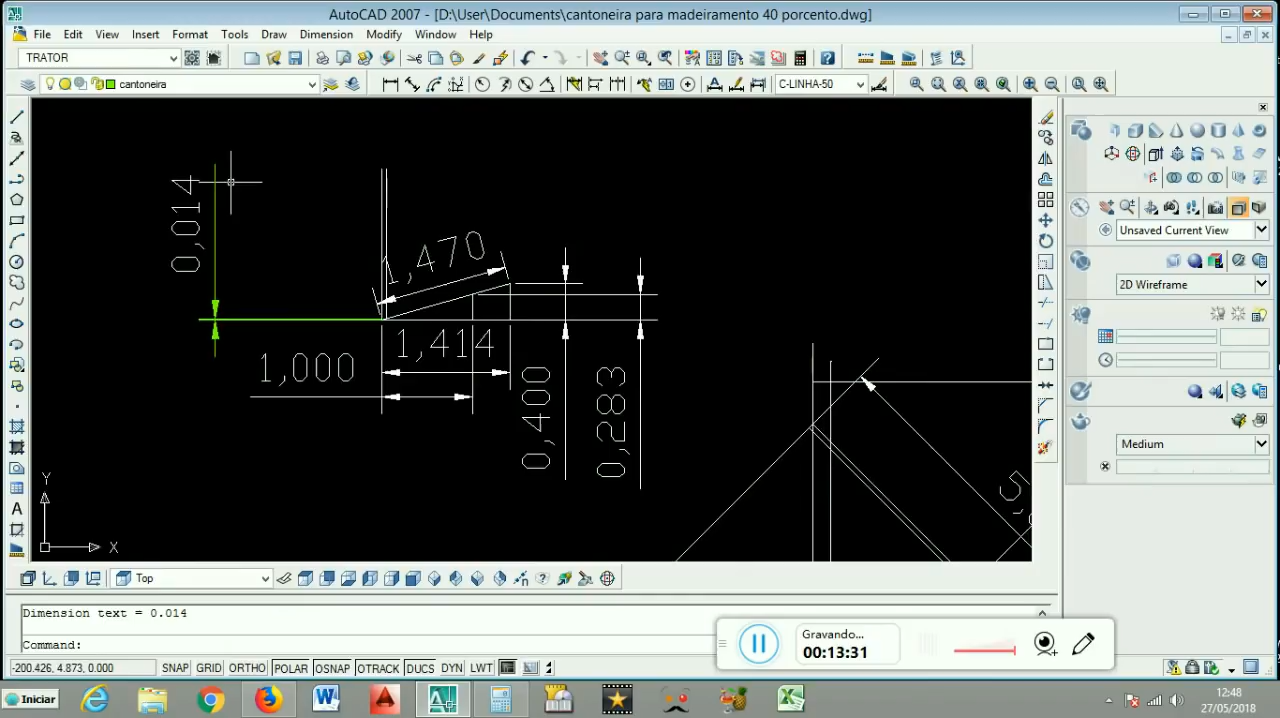 AutoCAD 2007 - [D:\User\Documents\cantoneira para madeiramento 40 porcento.dwg]
File Edit View Insert Format Tools Draw Dimension Modify Window Help
TRATOR
cantoneira
C-LINHA-50
Unsaved Current View
2D Wireframe
Medium
0,014
1,470
1,414
1,000
0,400
0,283
Y
X
Top
Dimension text = 0.014
Command:
Gravando...
00:13:31
-200.426, 4.873, 0.000 SNAP GRID ORTHO POLAR OSNAP OTRACK DUCS DYN LWT
Iniciar
12:48
27/05/2018